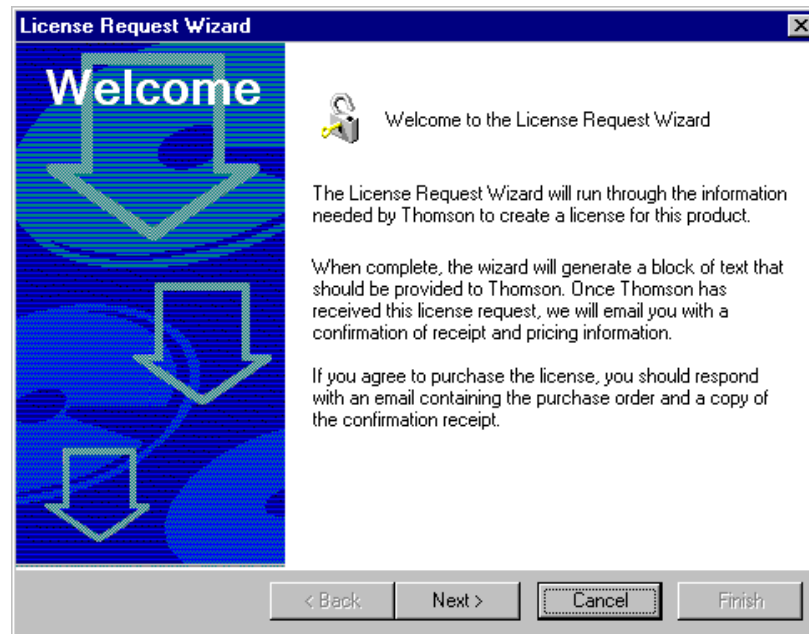 License Request Wizard
Welcome
Welcome to the License Request Wizard
The License Request Wizard will run through the information
needed by Thomson to create a license for this product.
When complete, the wizard will generate a block of text that
should be provided to Thomson. Once Thomson has
received this license request, we will email you with a
confirmation of receipt and pricing information.
If you agree to purchase the license, you should respond
with an email containing the purchase order and a copy of
the confirmation receipt.
< Back Next > Cancel Finish